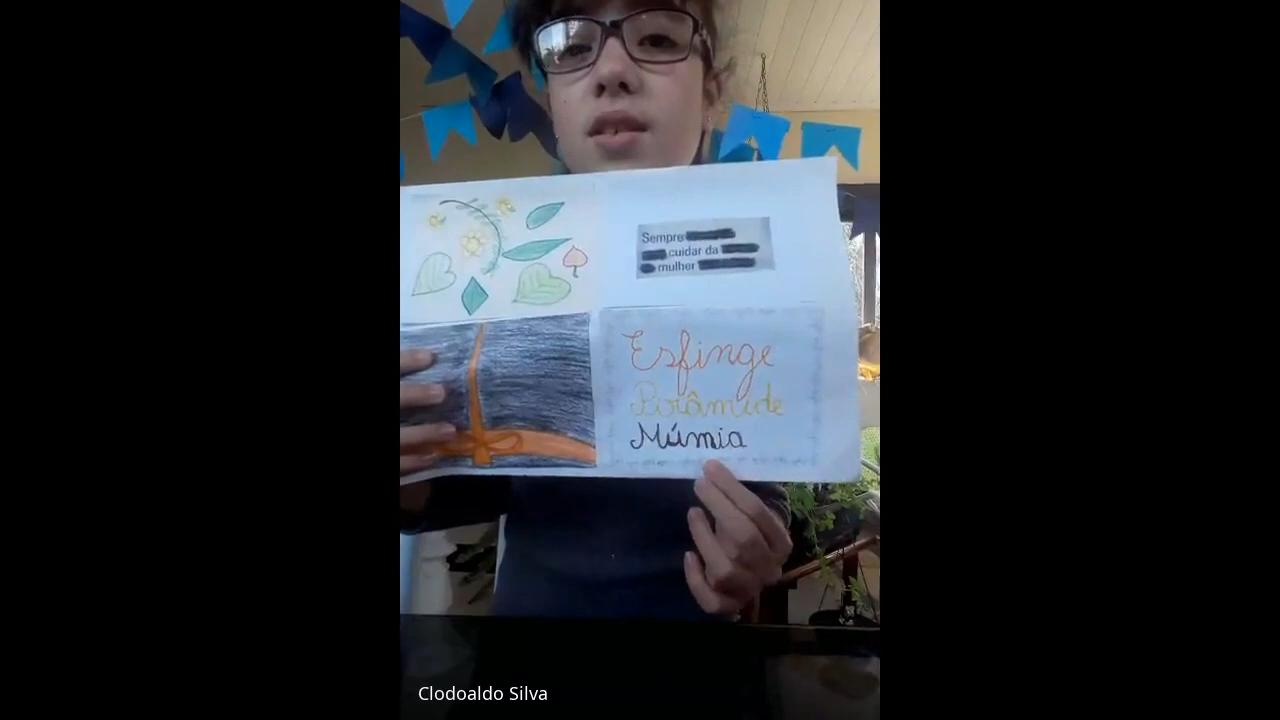 Sempre
cuidar da
mulher
Esfinge
Pirâmide
Múmia
Clodoaldo Silva